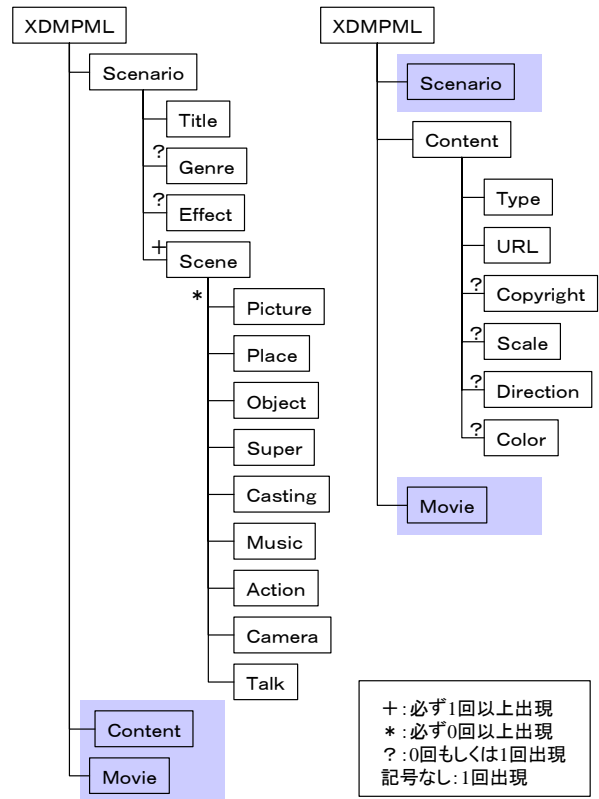 XDMPML
Scenario
Title
?
Genre
?
Effect
+
Scene
*
Picture
Place
Object
Super
Casting
Music
Action
Camera
Talk
Content
Movie
XDMPML
Scenario
Content
Type
URL
?
Copyright
?
Scale
?
Direction
?
Color
Movie
+:必ず1回以上出現
*:必ず0回以上出現
?:0回もしくは1回出現
記号なし:1回出現